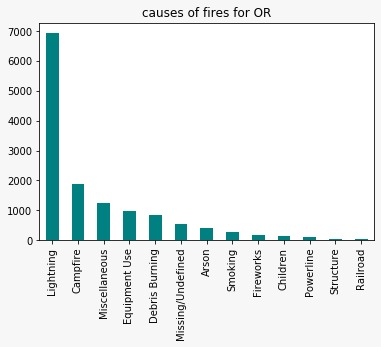 causes of fires for OR
7000
6000
5000
4000
3000
2000
1000
0
Lightning
Campfire
Miscellaneous
Equipment Use
Debris Burning
Missing/Undefined
Arson
Smoking
Fireworks
Children
Powerline
Structure
Railroad